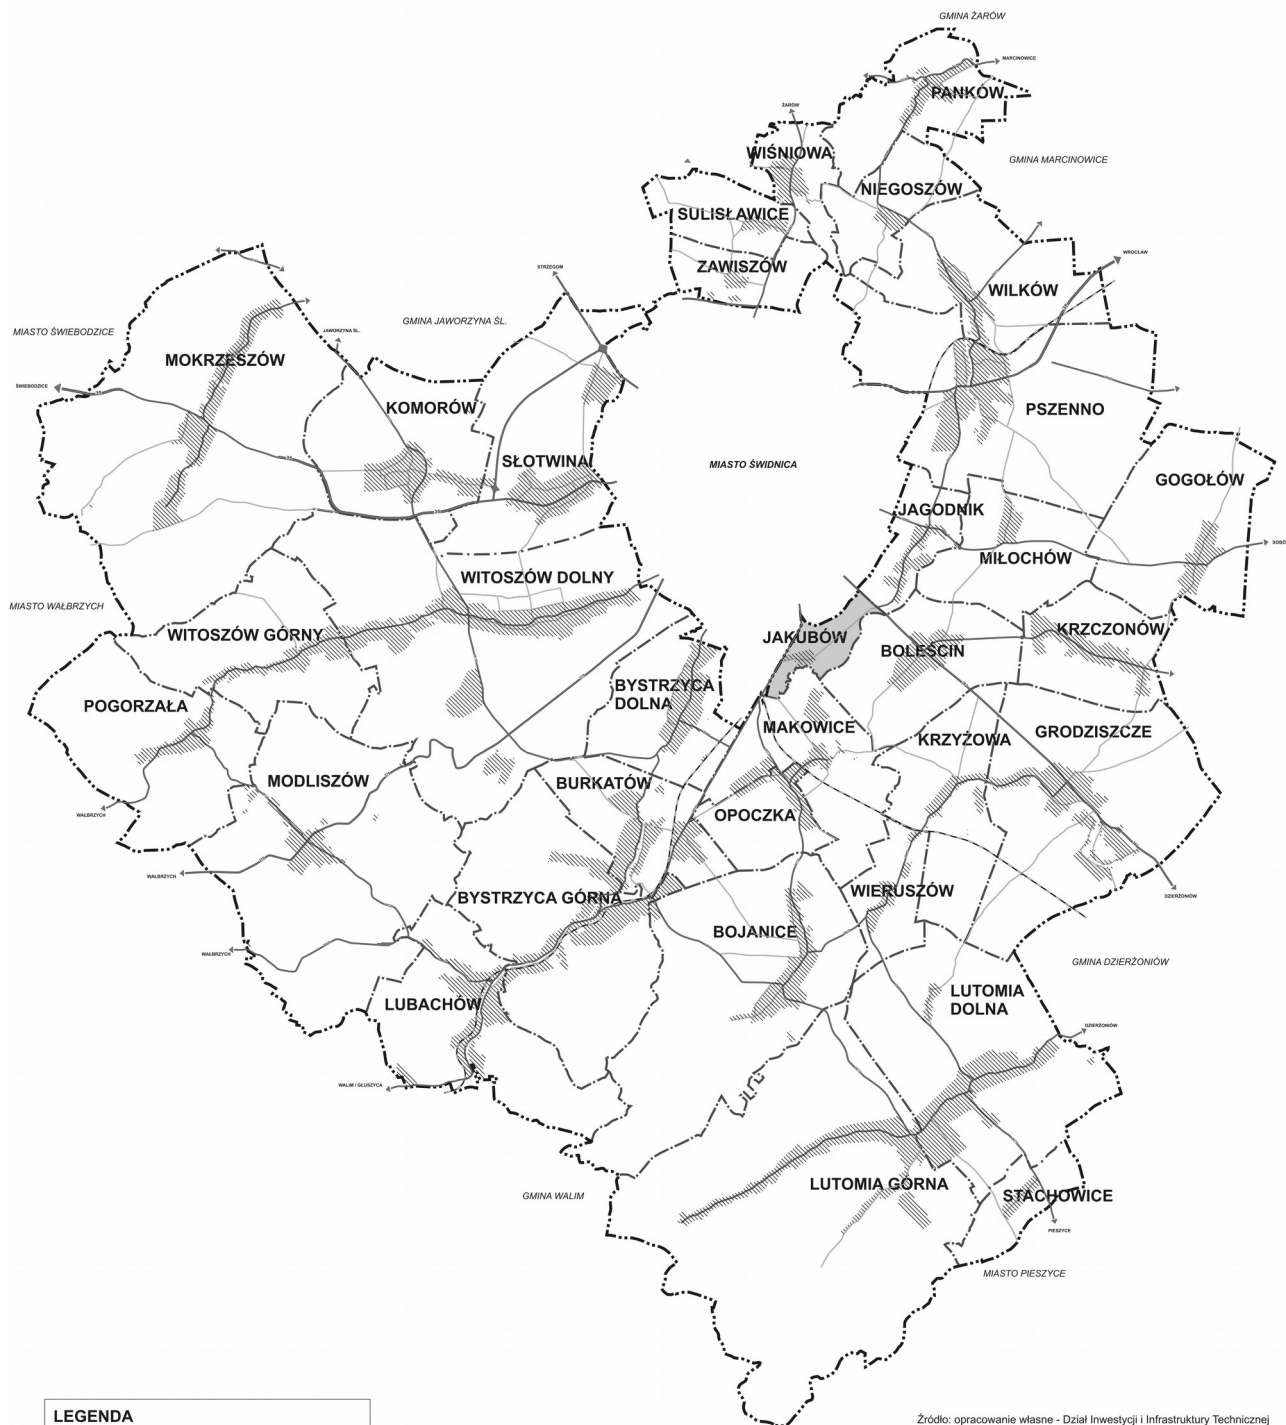 GMINA ŻARÓW
MARCINOWICE
PANKÓW
ŻARÓW
WIŚNIOWA
GMINA MARCINOWICE
NIEGOSZÓW
SULISŁAWICE
ZAWISZÓW
WROCŁAW
STRZEGOM
WILKÓW
MIASTO ŚWIEBODZICE
GMINA JAWORZYNA ŚL.
JAWORZYNA ŚL.
MOKRZESZÓW
ŚWIEBODZICE
KOMORÓW
PSZENNO
SŁOTWINA
MIASTO ŚWIDNICA
GOGOŁÓW
JAGODNIK
MIŁOCHÓW
WITOSZÓW DOLNY
MIASTO WAŁBRZYCH
WITOSZÓW GÓRNY
JAKUBÓW
BOLEŚCIN
KRZCZONÓW
BYSTRZYCA
DOLNA
POGORZAŁA
MAKOWICE
KRZYŻOWA
GRODZISZCZE
MODLISZÓW
BURKATÓW
OPOCZKA
WAŁBRZYCH
WAŁBRZYCH
BYSTRZYCA GÓRNA
WIERUSZÓW
DZIERŻONIÓW
BOJANICE
WAŁBRZYCH
GMINA DZIERŻONIÓW
LUBACHÓW
LUTOMIA
DOLNA
DZIERŻONIÓW
WALIM / GŁUSZYCA
LUTOMIA GÓRNA
GMINA WALIM
STACHOWICE
PIESZYCE
MIASTO PIESZYCE
LEGENDA
Źródło: opracowanie własne - Dział Inwestycji i Infrastruktury Technicznej